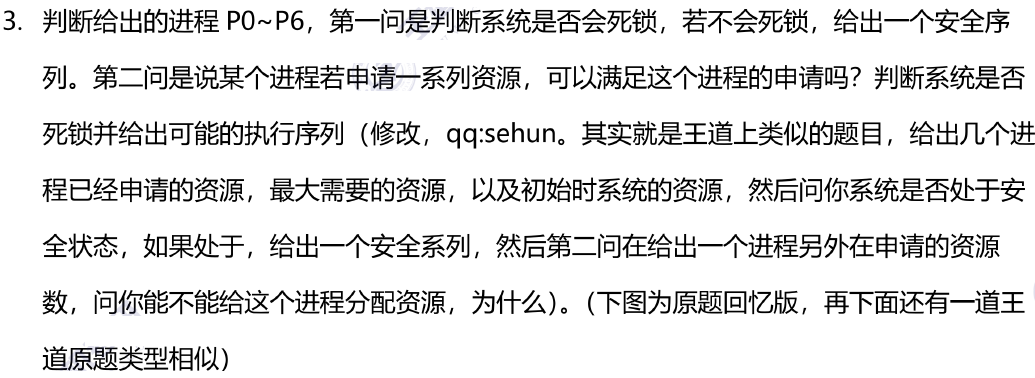 3. 判断给出的进程 P0~P6，第一问是判断系统是否会死锁，若不会死锁，给出一个安全序
列。第二问是说某个进程若申请一系列资源，可以满足这个进程的申请吗？判断系统是否
死锁并给出可能的执行序列（修改，qq:sehun。其实就是王道上类似的题目，给出几个进
程已经申请的资源，最大需要的资源，以及初始时系统的资源，然后问你系统是否处于安
全状态，如果处于，给出一个安全系列，然后第二问在给出一个进程另外在申请的资源
数，问你能不能给这个进程分配资源，为什么）。（下图为原题回忆版，再下面还有一道王
道原题类型相似）